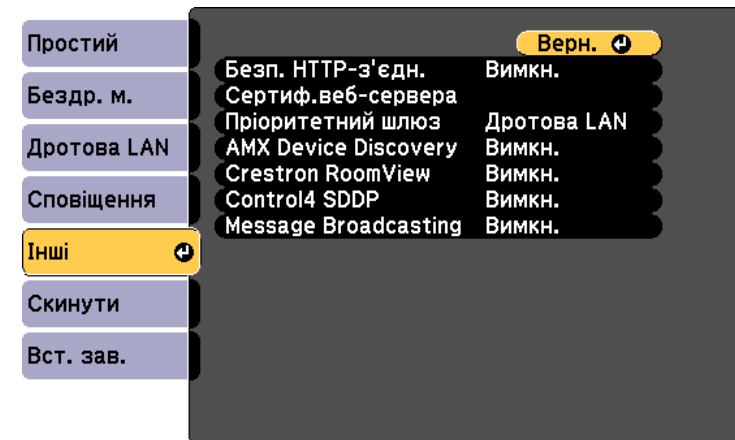 Простий
Бездр. м.
Дротова LAN
Сповіщення
Інші
Скинути
Вст. зав.
Верн.
Безп. HTTP-з'єдн. Вимкн.
Сертиф.веб-сервера
Пріоритетний шлюз Дротова LAN
AMX Device Discovery Вимкн.
Crestron RoomView Вимкн.
Control4 SDDP Вимкн.
Message Broadcasting Вимкн.